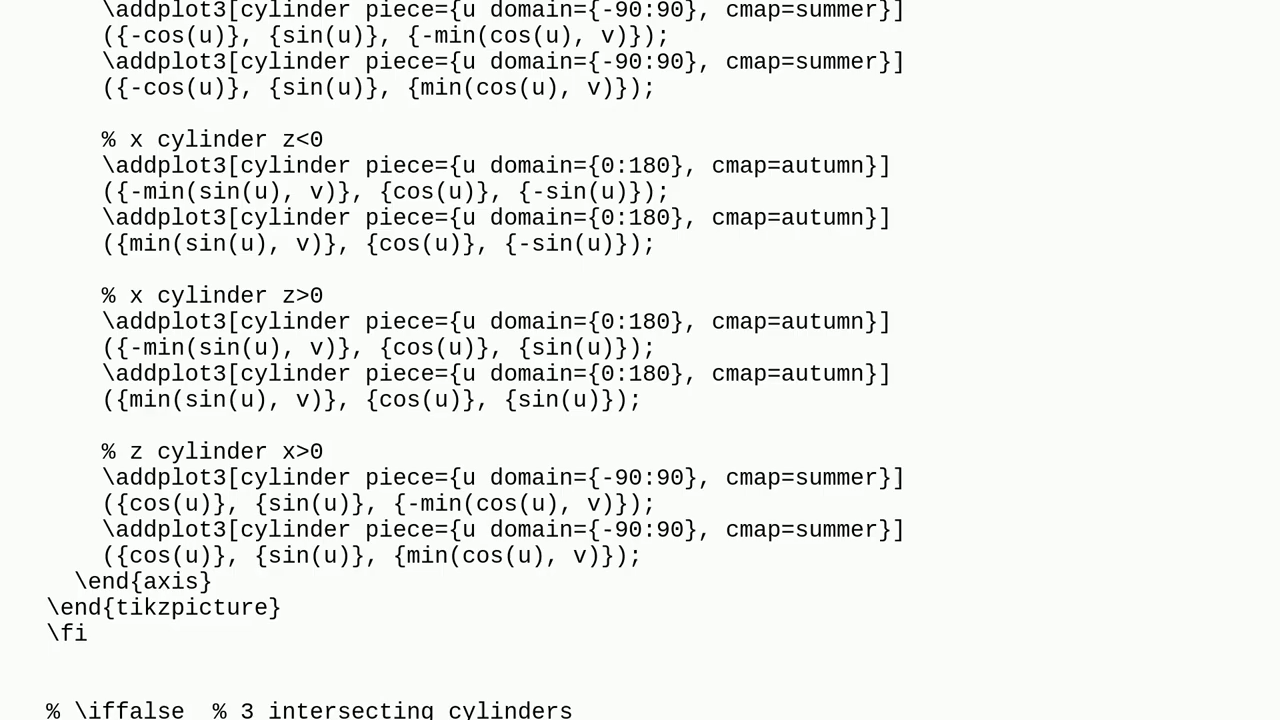 \addplot3[cylinder piece={u domain={-90:90}, cmap=summer}]
({-cos(u)}, {sin(u)}, {-min(cos(u), v)});
\addplot3[cylinder piece={u domain={-90:90}, cmap=summer}]
({-cos(u)}, {sin(u)}, {min(cos(u), v)});
% x cylinder z<0
\addplot3[cylinder piece={u domain={0:180}, cmap=autumn}]
({-min(sin(u), v)}, {cos(u)}, {-sin(u)});
\addplot3[cylinder piece={u domain={0:180}, cmap=autumn}]
({min(sin(u), v)}, {cos(u)}, {-sin(u)});
% x cylinder z>0
\addplot3[cylinder piece={u domain={0:180}, cmap=autumn}]
({-min(sin(u), v)}, {cos(u)}, {sin(u)});
\addplot3[cylinder piece={u domain={0:180}, cmap=autumn}]
({min(sin(u), v)}, {cos(u)}, {sin(u)});
% z cylinder x>0
\addplot3[cylinder piece={u domain={-90:90}, cmap=summer}]
({cos(u)}, {sin(u)}, {-min(cos(u), v)});
\addplot3[cylinder piece={u domain={-90:90}, cmap=summer}]
({cos(u)}, {sin(u)}, {min(cos(u), v)});
\end{axis}
\end{tikzpicture}
\fi
% \iffalse  % 3 intersecting cylinders